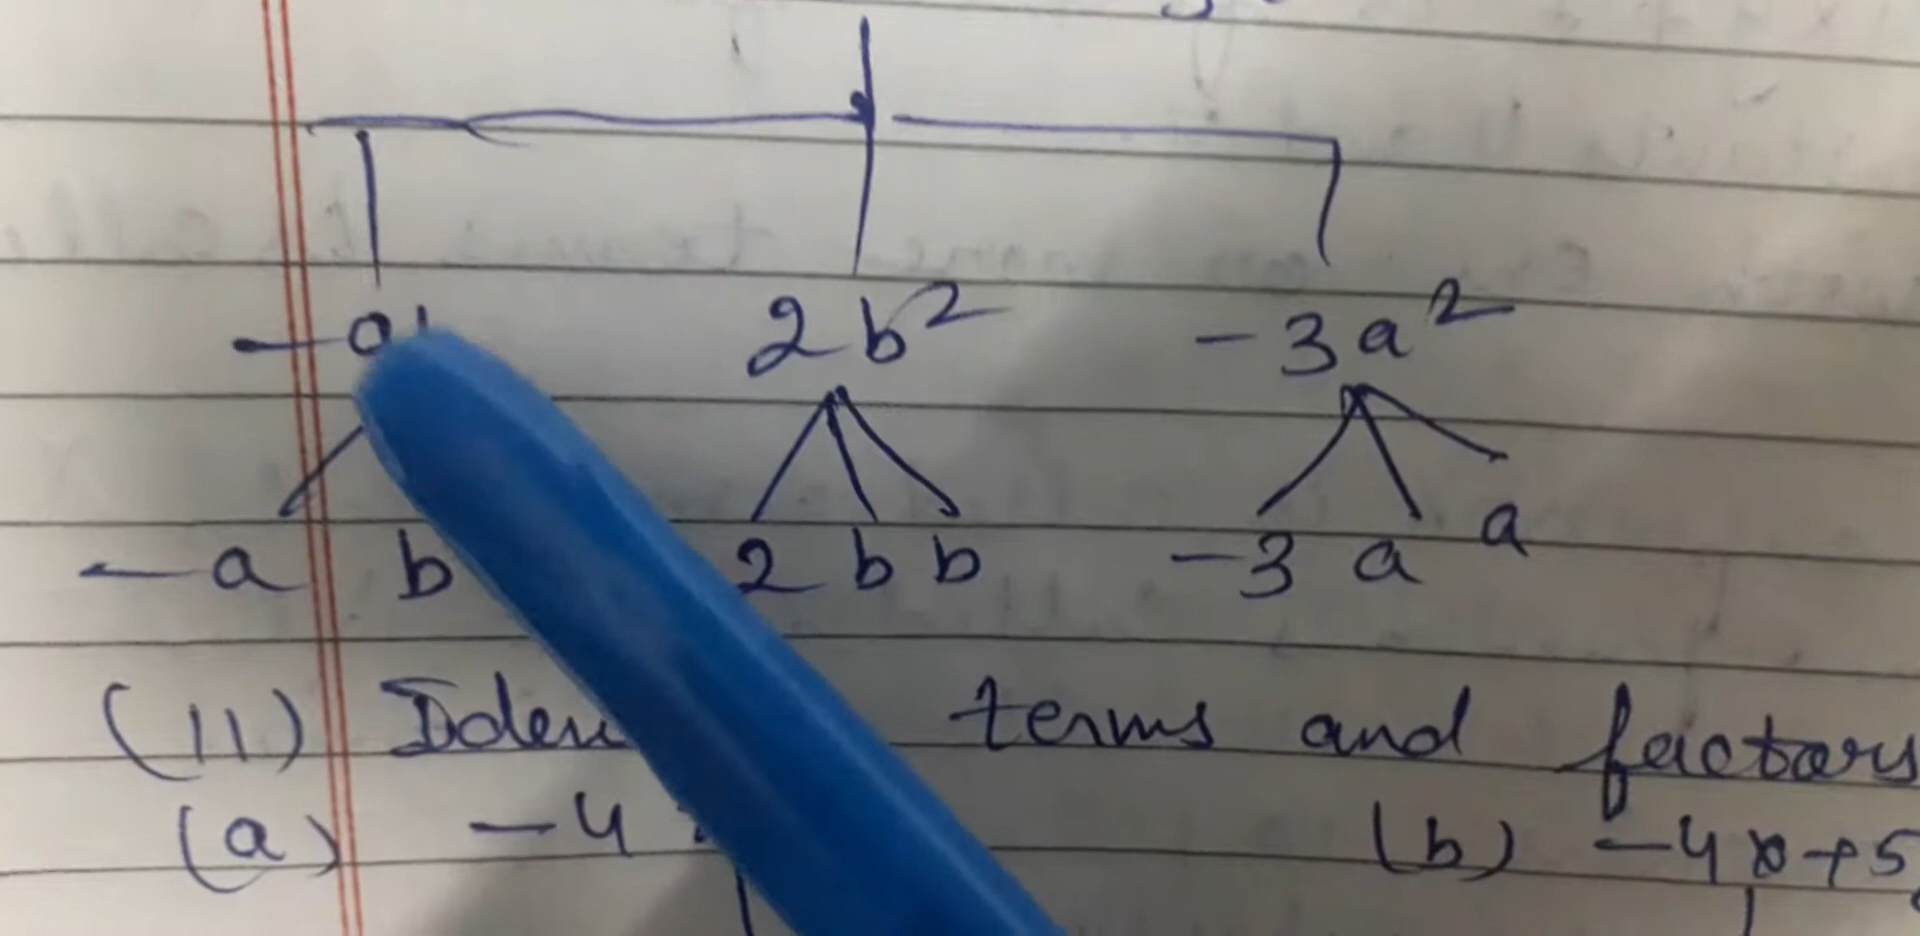 2b² -3a²
-a b 2 b b -3 a a
(11) terms and factors
(a) -4 (b) -4x+5